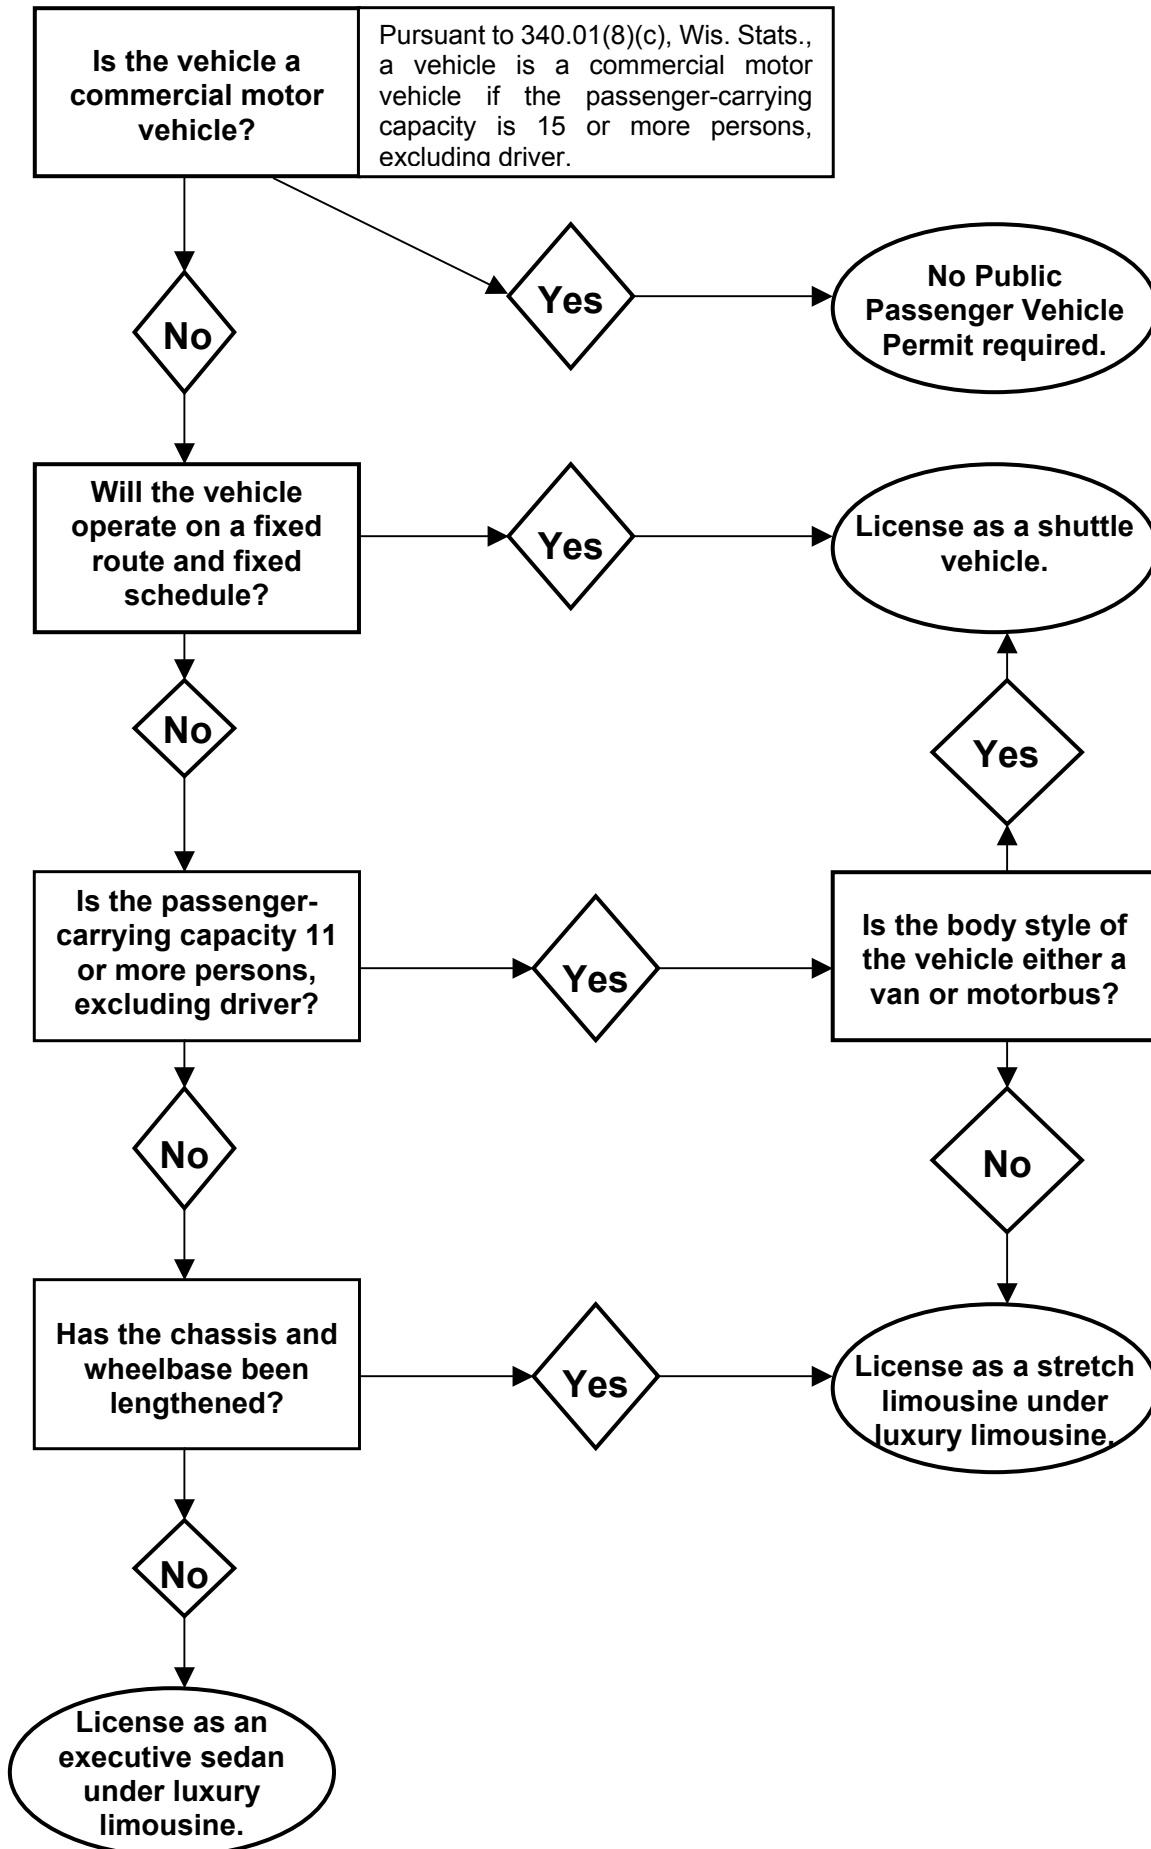 Is the vehicle a
commercial motor
vehicle?
Pursuant to 340.01(8)(c), Wis. Stats.,
a vehicle is a commercial motor
vehicle if the passenger-carrying
capacity is 15 or more persons,
excluding driver.
Yes
No Public
Passenger Vehicle
Permit required.
No
Will the vehicle
operate on a fixed
route and fixed
schedule?
Yes
License as a shuttle
vehicle.
No
Yes
Is the passenger-
carrying capacity 11
or more persons,
excluding driver?
Yes
Is the body style of
the vehicle either a
van or motorbus?
No
No
Has the chassis and
wheelbase been
lengthened?
Yes
License as a stretch
limousine under
luxury limousine.
No
License as an
executive sedan
under luxury
limousine.